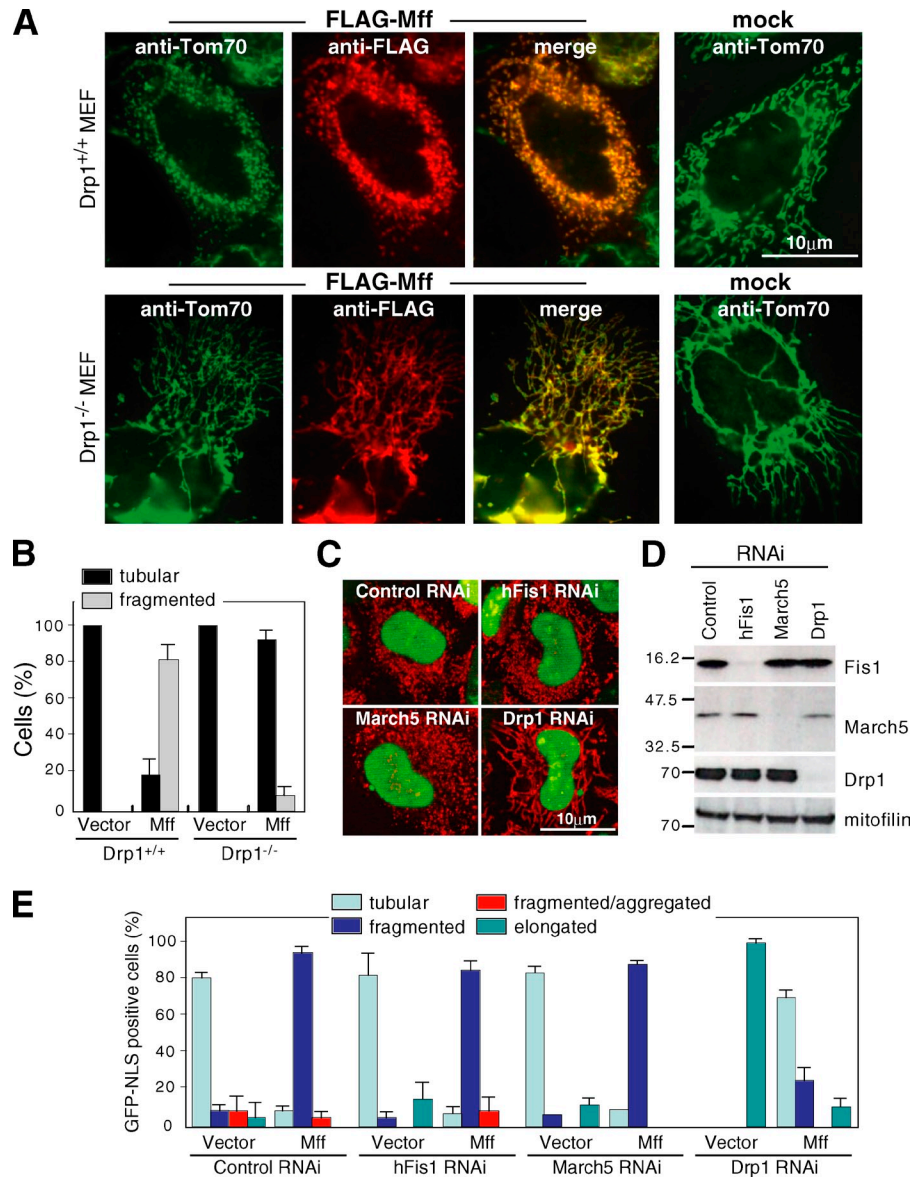 A
FLAG-Mff
mock
anti-Tom70
anti-FLAG
merge
anti-Tom70
Drp1+/+ MEF
10µm
FLAG-Mff
mock
anti-Tom70
anti-FLAG
merge
anti-Tom70
Drp1-/- MEF
B
tubular
fragmented
Cells (%)
100
80
60
40
20
0
Vector Mff Vector Mff
Drp1+/+ Drp1-/-
C
Control RNAi
hFis1 RNAi
March5 RNAi
Drp1 RNAi
10µm
D
RNAi
Control
hFis1
March5
Drp1
16.2
Fis1
47.5
March5
32.5
70
Drp1
70
mitofilin
E
tubular
fragmented/aggregated
fragmented
elongated
GFP-NLS positive cells (%)
100
80
60
40
20
0
Vector Mff Vector Mff Vector Mff Vector Mff
Control RNAi hFis1 RNAi March5 RNAi Drp1 RNAi